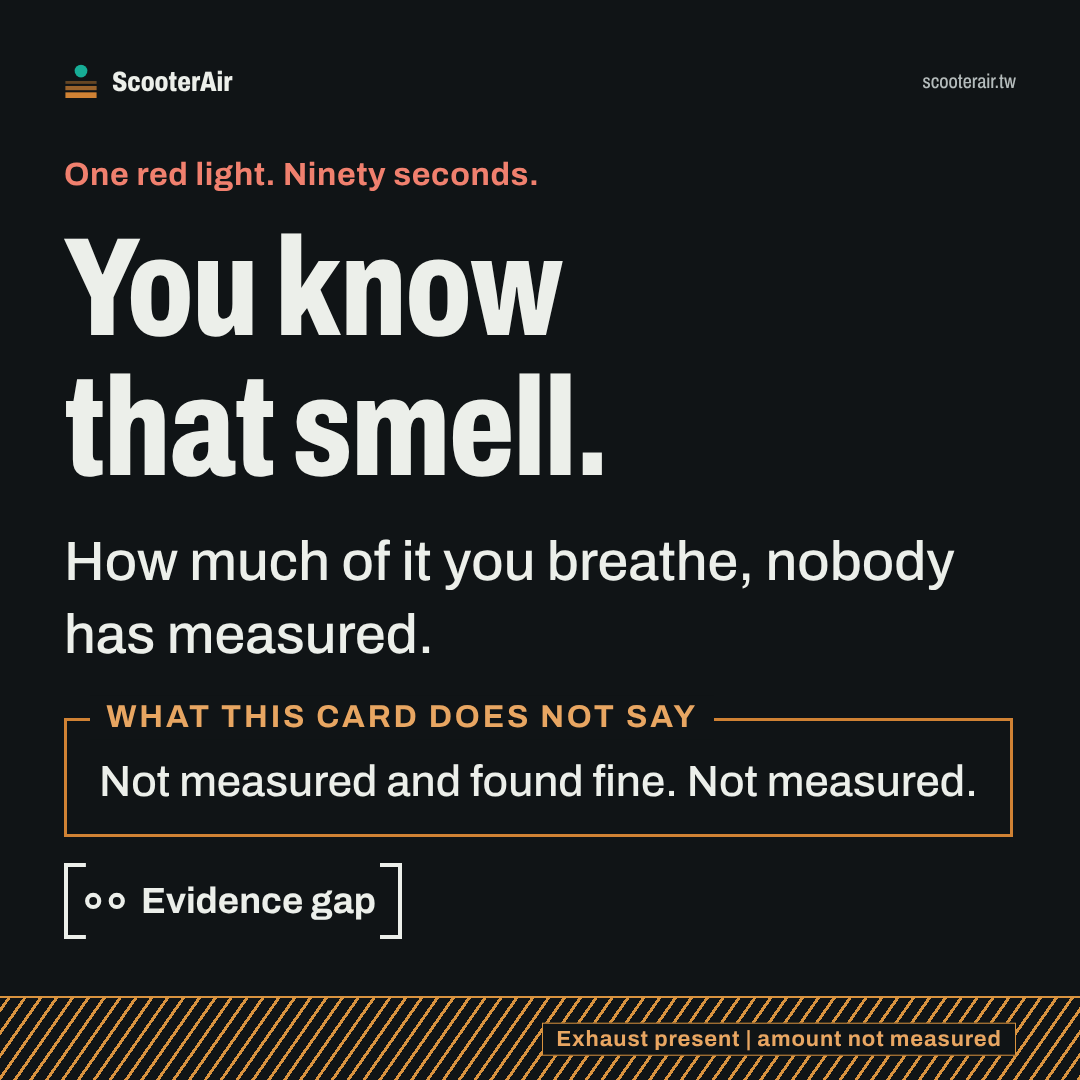 ScooterAir
scooterair.tw
One red light. Ninety seconds.
You know
that smell.
How much of it you breathe, nobody
has measured.
WHAT THIS CARD DOES NOT SAY
Not measured and found fine. Not measured.
Evidence gap
Exhaust present | amount not measured